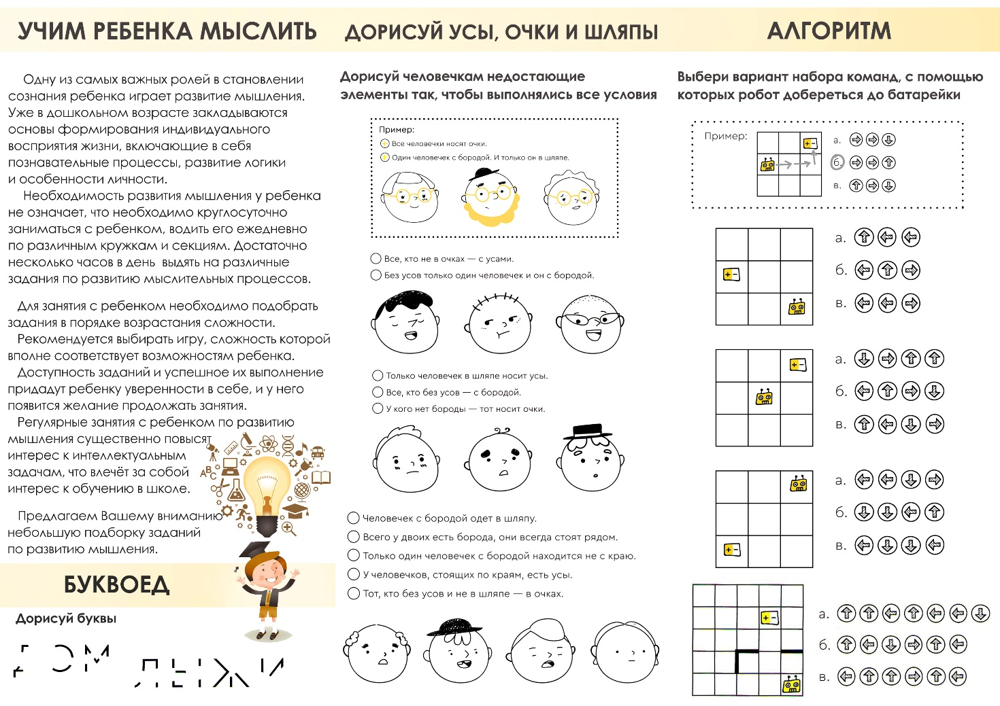 УЧИМ РЕБЕНКА МЫСЛИТЬ
Одну из самых важных ролей в становлении
сознания ребенка играет развитие мышления.
Уже в дошкольном возрасте закладываются
основы формирования индивидуального
восприятия жизни, включающие в себя
познавательные процессы, развитие логики
и особенности личности.
Необходимость развития мышления у ребенка
не означает, что необходимо круглосуточно
заниматься с ребенком, водить его ежедневно
по различным кружкам и секциям. Достаточно
несколько часов в день выдять на различные
задания по развитию мыслительных процессов.
Для занятия с ребенком необходимо подобрать
задания в порядке возрастания сложности.
Рекомендуется выбирать игру, сложность которой
вполне соответствует возможностям ребенка.
Доступность заданий и успешное их выполнение
придадут ребенку уверенности в себе, и у него
появится желание продолжать занятия.
Регулярные занятия с ребенком по развитию
мышления существенно повысят
интерес к интеллектуальным
задачам, что влечёт за собой
интерес к обучению в школе.
Предлагаем Вашему вниманию
небольшую подборку заданий
по развитию мышления.
A B C
БУКВОЕД
Дорисуй буквы
ДОМ ЛЫЖИ
ДОРИСУЙ УСЫ, ОЧКИ И ШЛЯПЫ
Дорисуй человечкам недостающие
элементы так, чтобы выполнялись все условия
Пример:
Все человечки носят очки.
Один человечек с бородой. И только он в шляпе.
Все, кто не в очках — с усами.
Без усов только один человечек и он с бородой.
Только человечек в шляпе носит усы.
Все, кто без усов — с бородой.
У кого нет бороды — тот носит очки.
Человечек с бородой одет в шляпу.
Всего у двоих есть борода, они всегда стоят рядом.
Только один человечек с бородой находится не с краю.
У человечков, стоящих по краям, есть усы.
Тот, кто без усов и не в шляпе — в очках.
АЛГОРИТМ
Выбери вариант набора команд, с помощью
которых робот добереться до батарейки
Пример:
а.
б.
в.
а.
б.
в.
а.
б.
в.
а.
б.
в.
а.
б.
в.